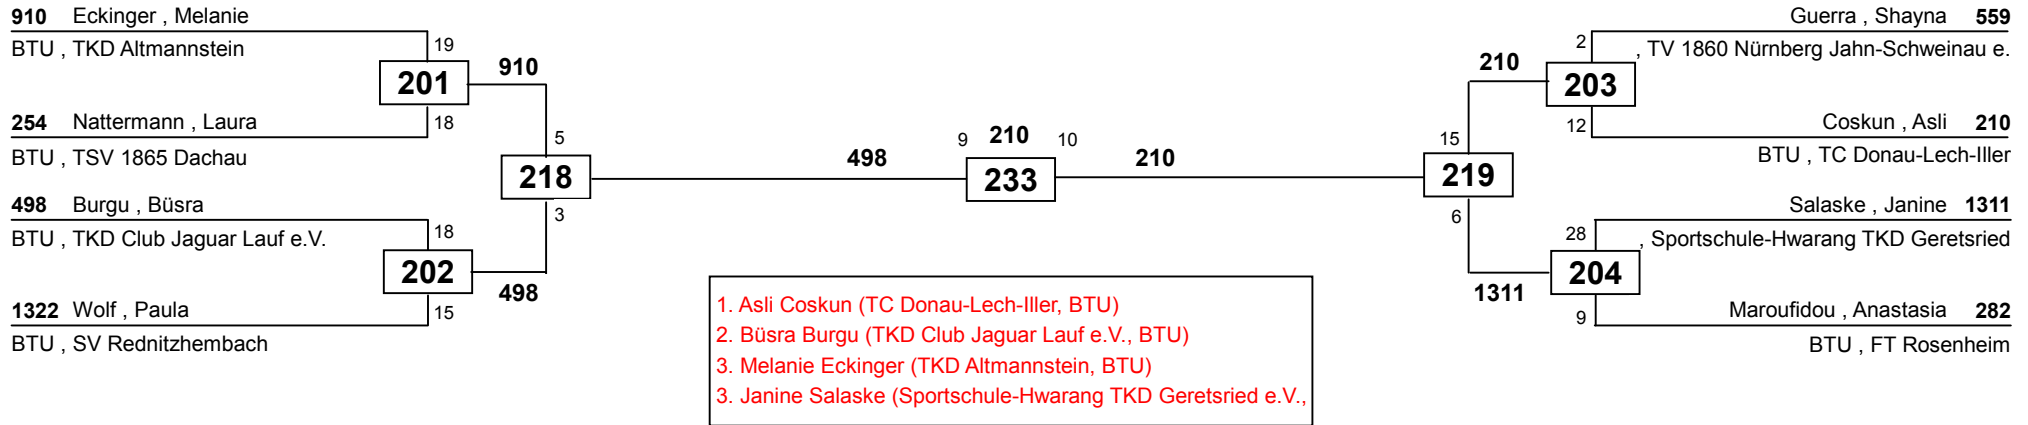 910 Eckinger , Melanie
BTU , TKD Altmannstein
19
201
910
18
254 Nattermann , Laura
BTU , TSV 1865 Dachau
5
218
3
498 Burgu , Büsra
BTU , TKD Club Jaguar Lauf e.V.
18
202
498
15
1322 Wolf , Paula
BTU , SV Rednitzhembach
498
9 210 10
233
210
Guerra , Shayna 559
, TV 1860 Nürnberg Jahn-Schweinau e.
2
210
203
12
Coskun , Asli 210
BTU , TC Donau-Lech-Iller
15
219
6
Salaske , Janine 1311
, Sportschule-Hwarang TKD Geretsried
28
204
1311
9
Maroufidou , Anastasia 282
BTU , FT Rosenheim
1. Asli Coskun (TC Donau-Lech-Iller, BTU)
2. Büsra Burgu (TKD Club Jaguar Lauf e.V., BTU)
3. Melanie Eckinger (TKD Altmannstein, BTU)
3. Janine Salaske (Sportschule-Hwarang TKD Geretsried e.V.,